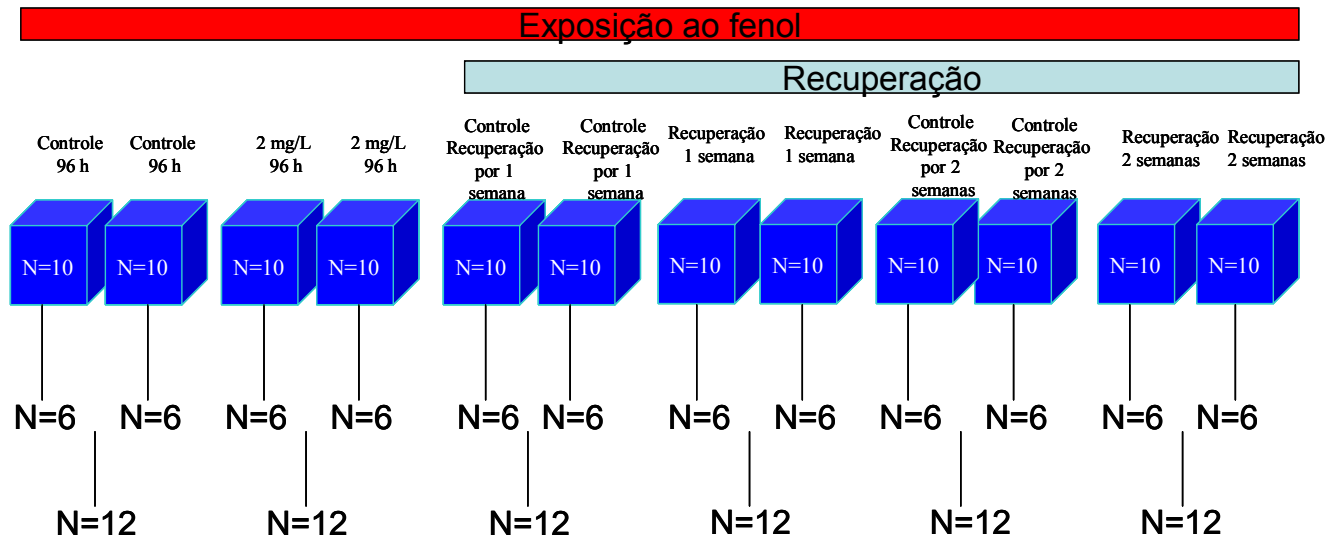 Exposição ao fenol
Recuperação
Controle
96 h
Controle
96 h
2 mg/L
96 h
2 mg/L
96 h
Controle
Recuperação
por 1
semana
Controle
Recuperação
por 1
semana
Recuperação
1 semana
Recuperação
1 semana
Controle
Recuperação
por 2
semanas
Controle
Recuperação
por 2
semanas
Recuperação
2 semanas
Recuperação
2 semanas
N=10 N=10 N=10 N=10 N=10 N=10 N=10 N=10 N=10 N=10 N=10 N=10
N=6 N=6 N=6 N=6 N=6 N=6 N=6 N=6 N=6 N=6 N=6 N=6
N=12 N=12 N=12 N=12 N=12 N=12